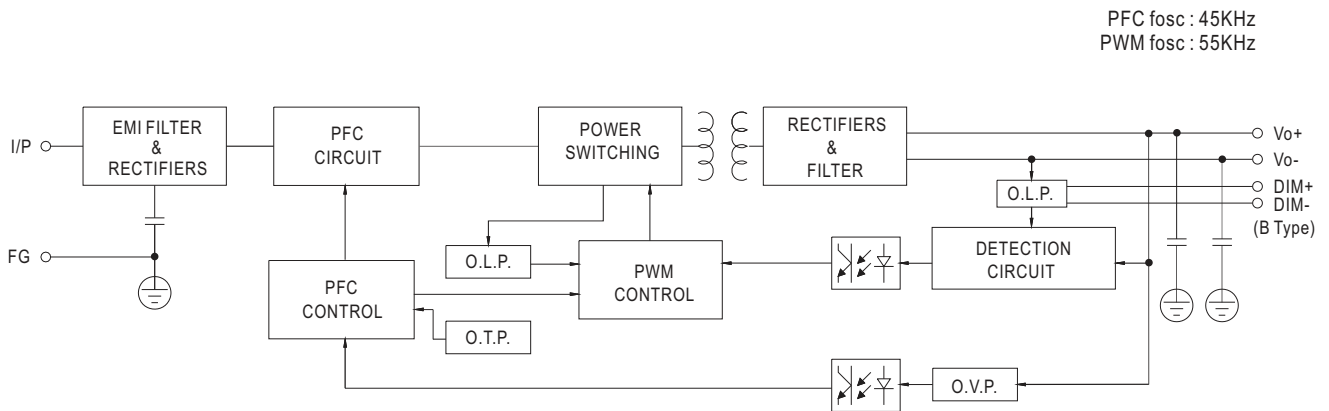 PFC fosc : 45KHz
PWM fosc : 55KHz
I/P
EMI FILTER
&
RECTIFIERS
PFC
CIRCUIT
POWER
SWITCHING
RECTIFIERS
&
FILTER
Vo+
Vo-
O.L.P.
DIM+
DIM-
(B Type)
FG
O.L.P.
PFC
CONTROL
PWM
CONTROL
DETECTION
CIRCUIT
O.T.P.
O.V.P.